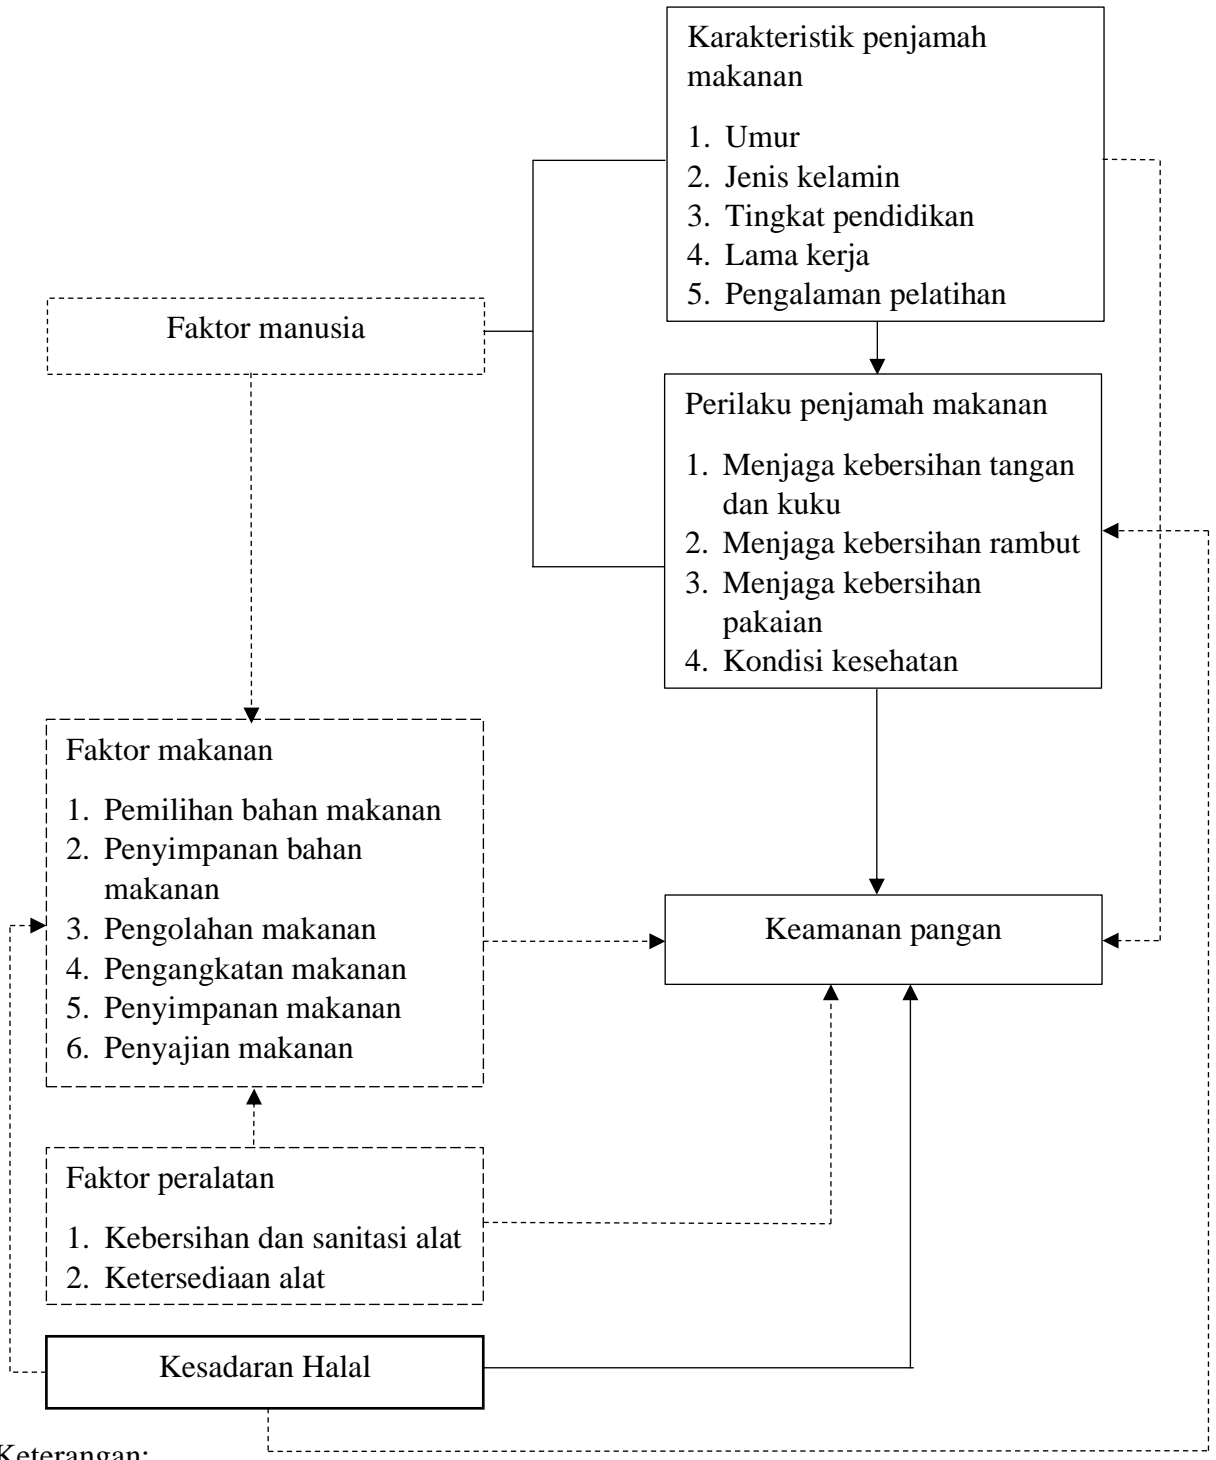 Karakteristik penjamah
makanan
1. Umur
2. Jenis kelamin
3. Tingkat pendidikan
4. Lama kerja
5. Pengalaman pelatihan
Faktor manusia
Perilaku penjamah makanan
1. Menjaga kebersihan tangan
dan kuku
2. Menjaga kebersihan rambut
3. Menjaga kebersihan
pakaian
4. Kondisi kesehatan
Faktor makanan
1. Pemilihan bahan makanan
2. Penyimpanan bahan
makanan
3. Pengolahan makanan
4. Pengangkatan makanan
5. Penyimpanan makanan
6. Penyajian makanan
Keamanan pangan
Faktor peralatan
1. Kebersihan dan sanitasi alat
2. Ketersediaan alat
Kesadaran Halal
Keterangan: